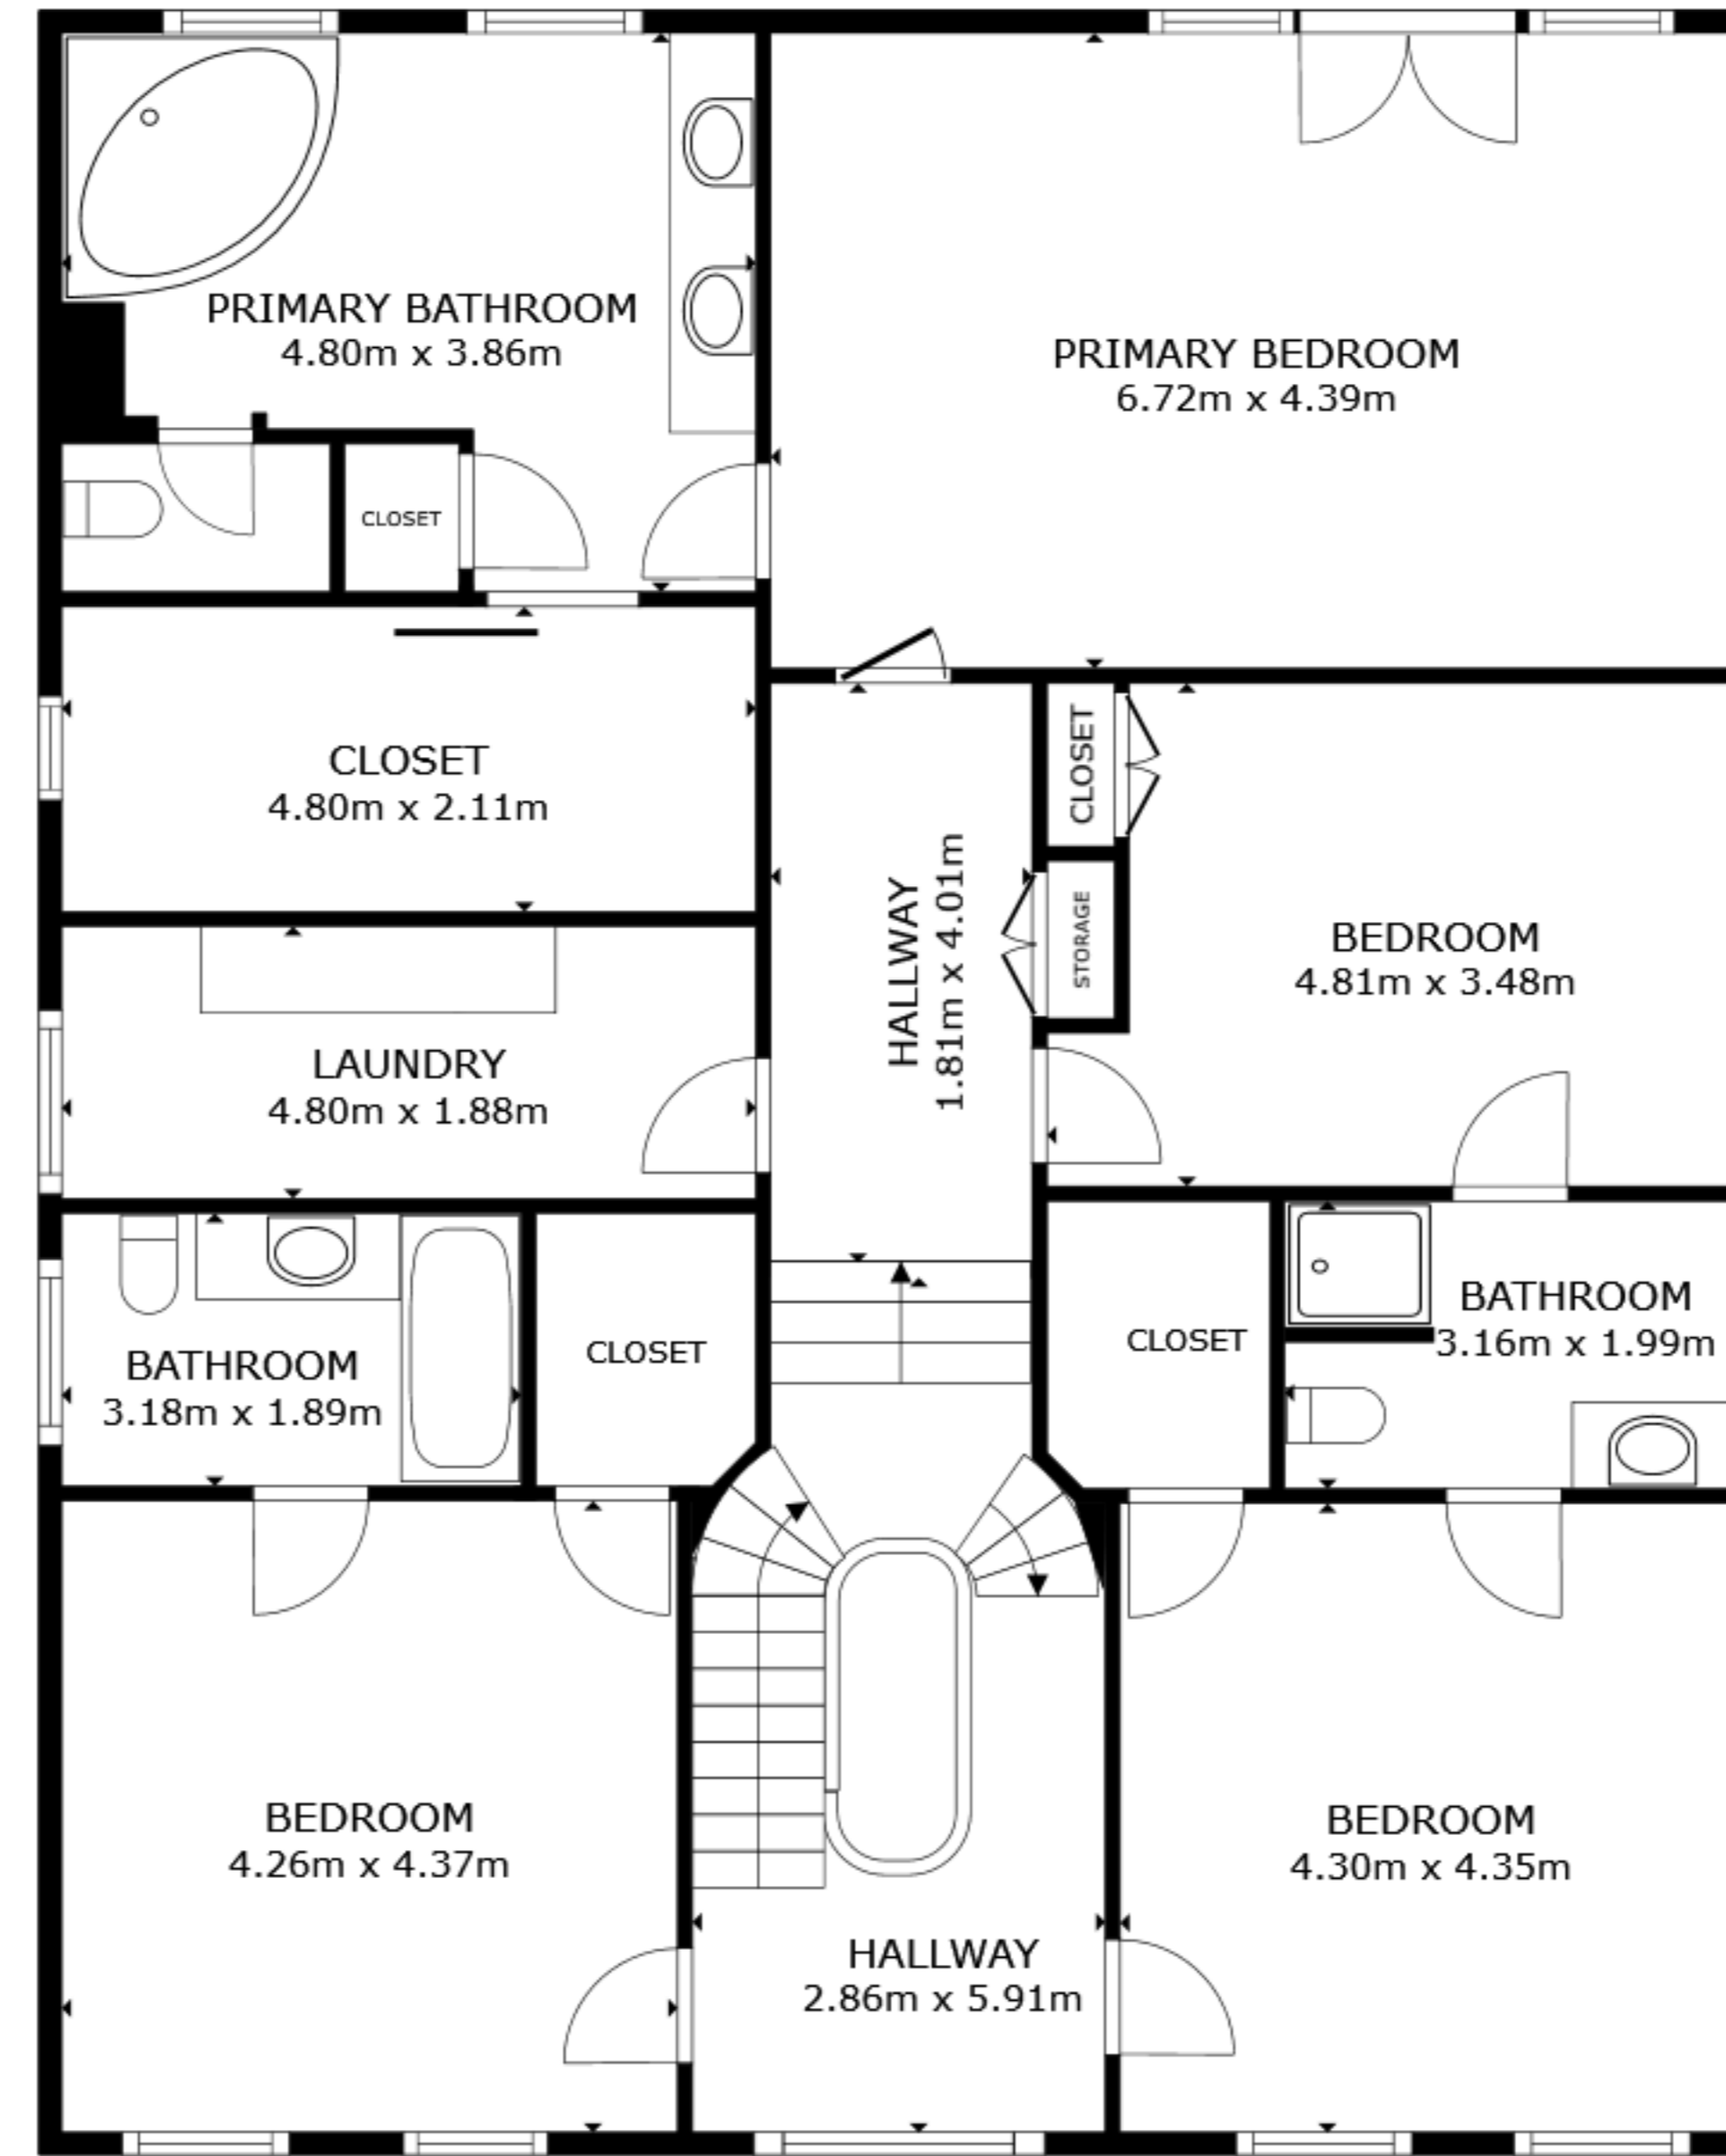 PRIMARY BATHROOM
4.80m x 3.86m
PRIMARY BEDROOM
6.72m x 4.39m
CLOSET
CLOSET
4.80m x 2.11m
CLOSET
STORAGE
HALLWAY
1.81m x 4.01m
BEDROOM
4.81m x 3.48m
LAUNDRY
4.80m x 1.88m
BATHROOM
3.18m x 1.89m
CLOSET
CLOSET
BATHROOM
3.16m x 1.99m
BEDROOM
4.26m x 4.37m
BEDROOM
4.30m x 4.35m
HALLWAY
2.86m x 5.91m